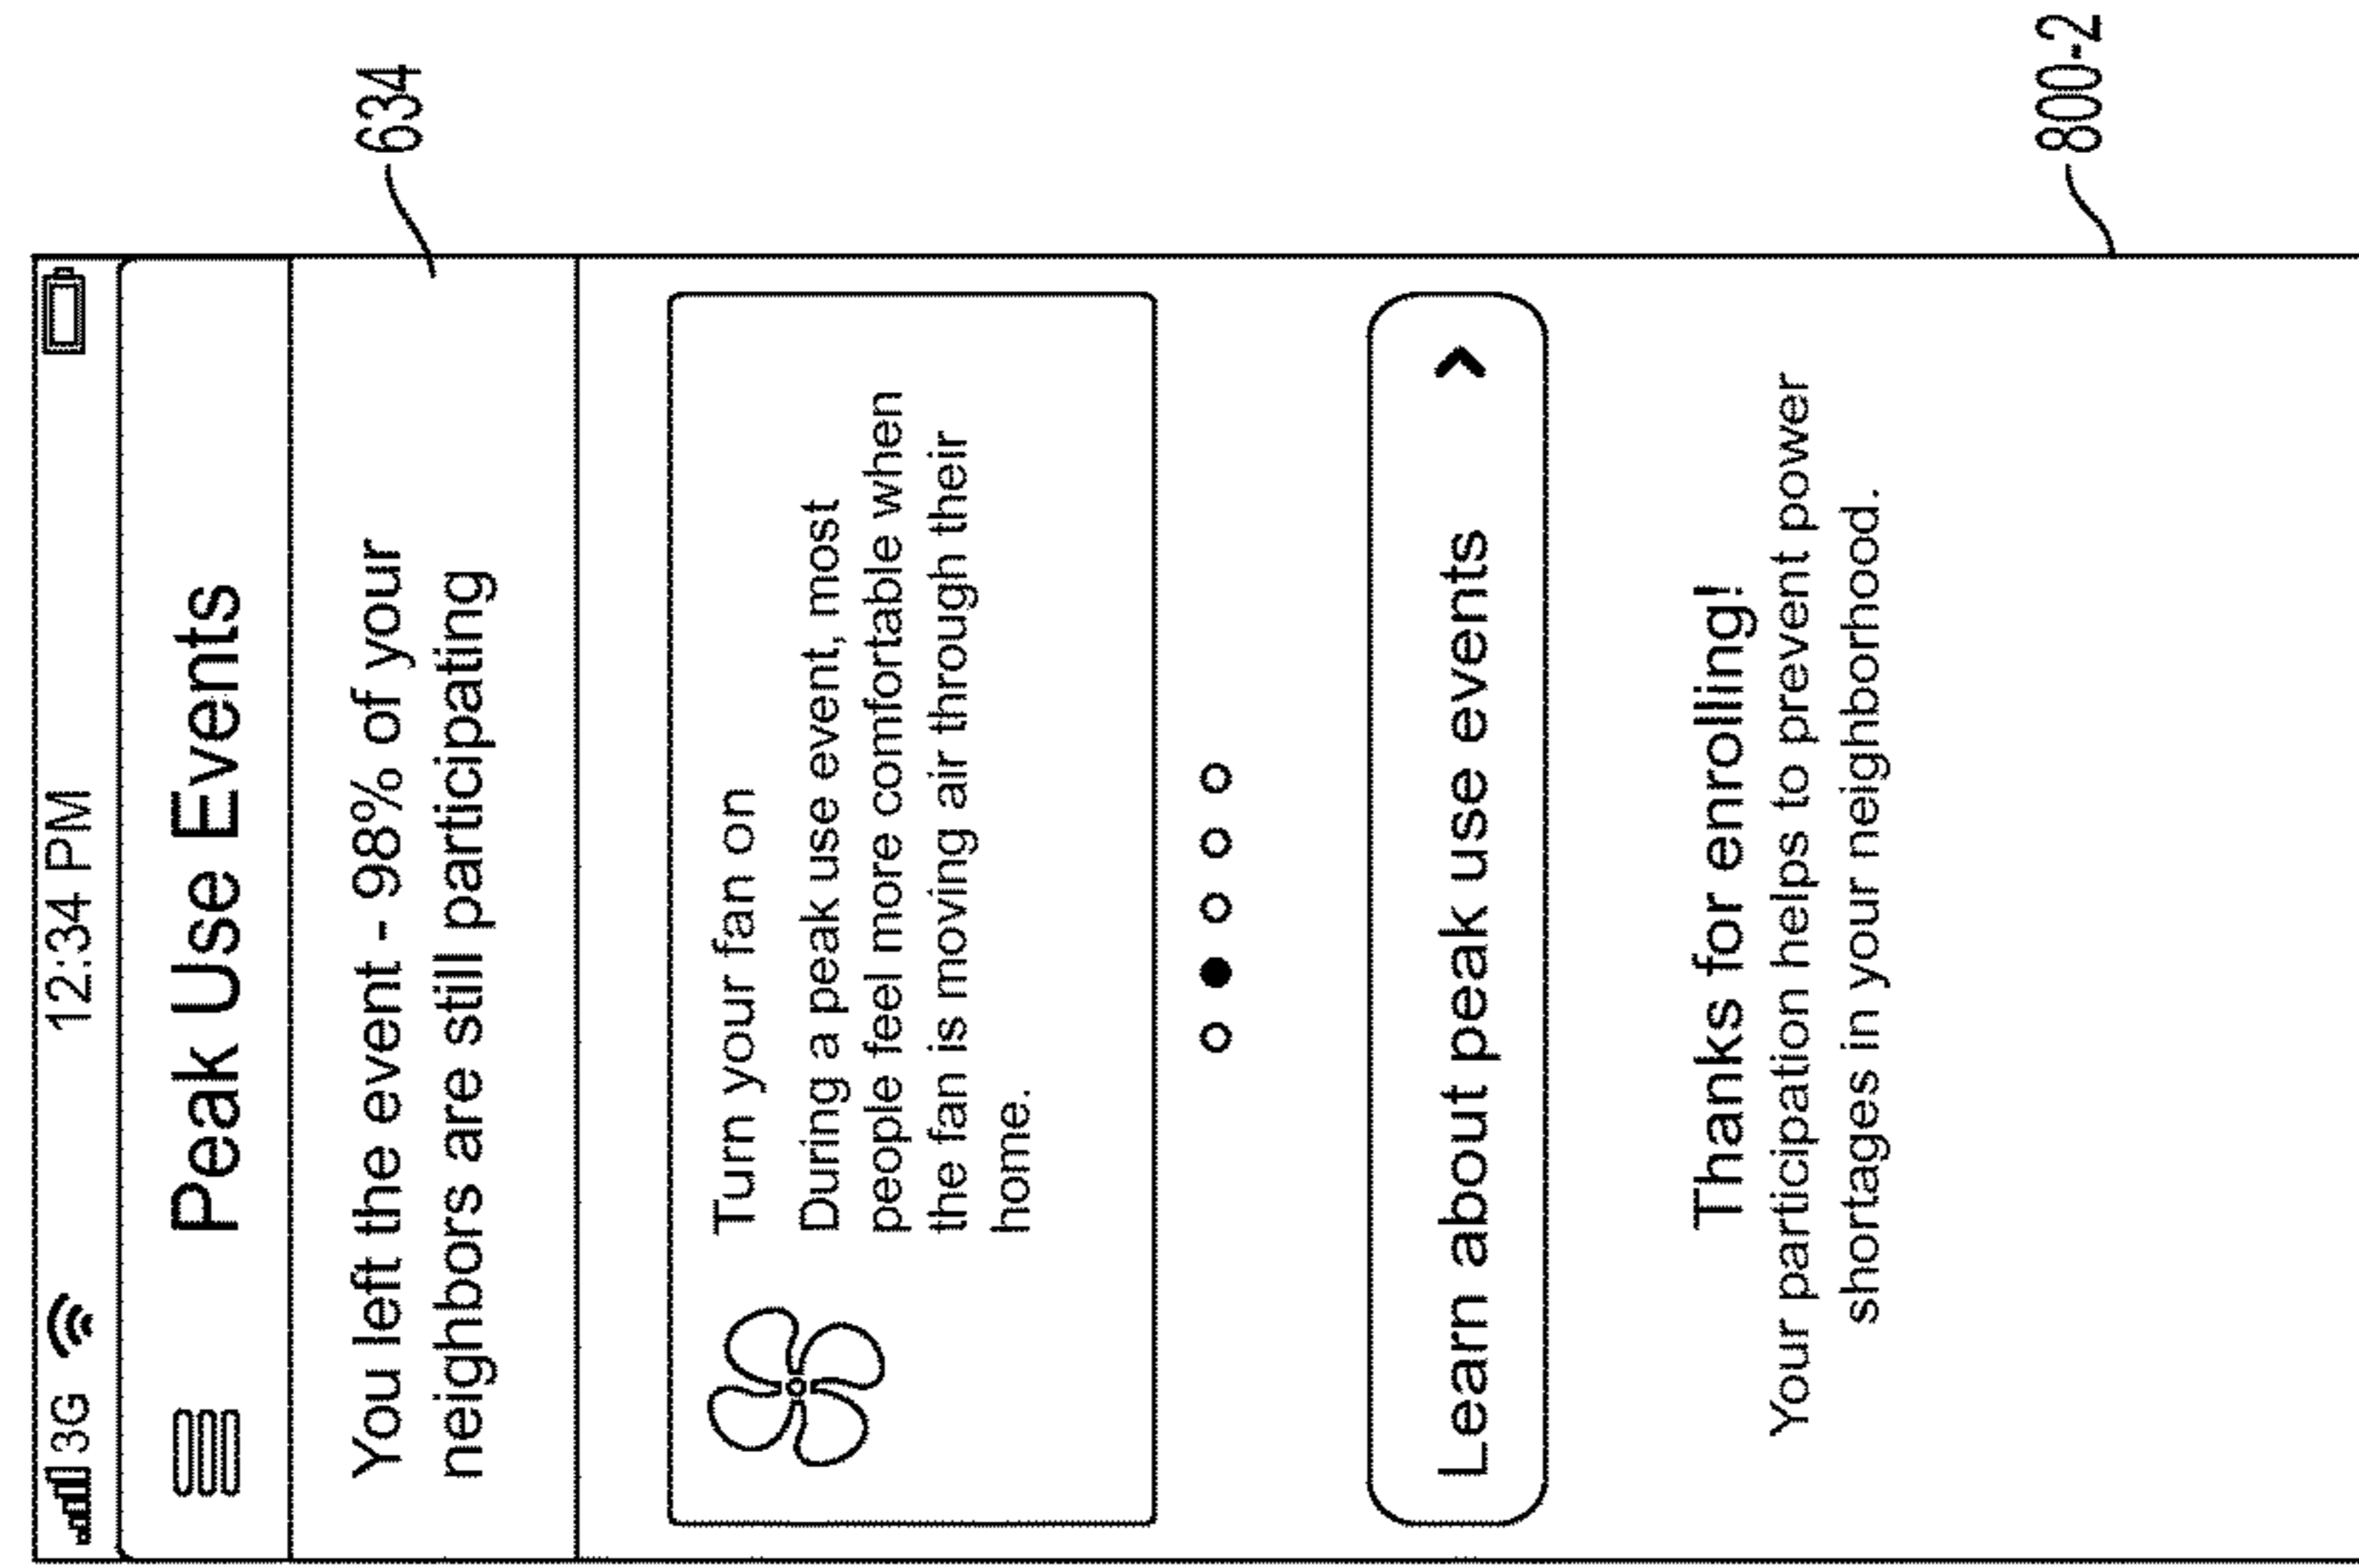 3G 12:34 PM
Peak Use Events
You left the event - 98% of your
neighbors are still participating
634
Turn your fan on
During a peak use event, most
people feel more comfortable when
the fan is moving air through their
home.
Learn about peak use events
Thanks for enrolling!
Your participation helps to prevent power
shortages in your neighborhood.
800-2